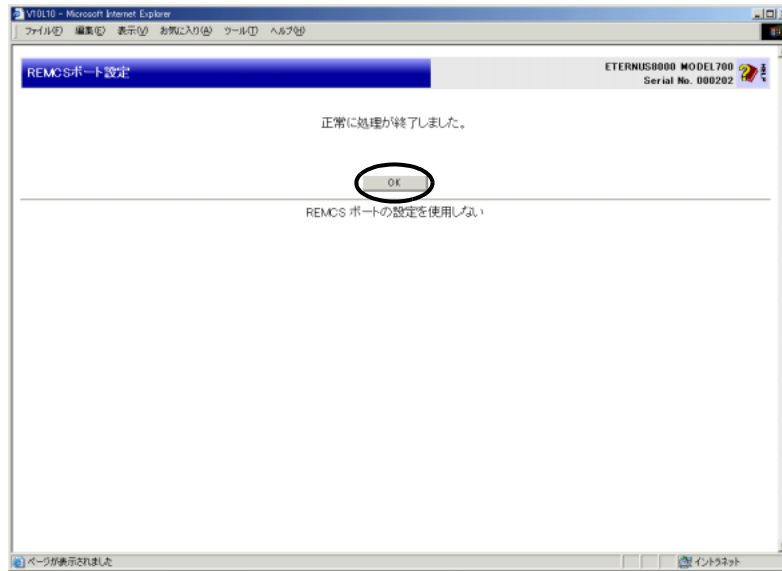 V10L10 - Microsoft Internet Explorer
ファイル(F) 編集(E) 表示(V) お気に入り(A) ツール(T) ヘルプ(H)
REMCSポート設定
ETERNUS8000 MODEL700
Serial No. 000202
正常に処理が終了しました。
OK
REMCS ポートの設定を使用しない
ページが表示されました
イントラネット